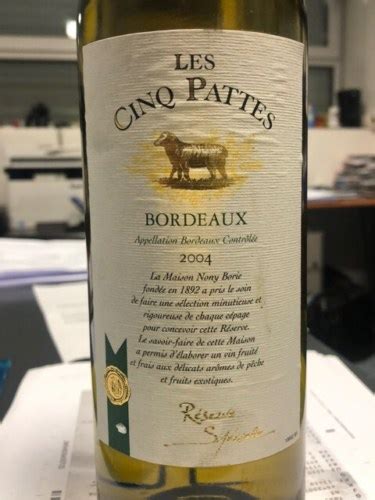 LES
CINQ PATTES
BORDEAUX
Appellation Bordeaux Contrôlée
2004
La Maison Nony Borie
fondée en 1892 a pris le soin
de faire une sélection minutieuse et
rigoureuse de chaque cépage
pour concevoir cette Réserve.
Le savoir-faire de cette Maison
a permis d'élaborer un vin fruité
et frais aux délicats arômes de pêche
et fruits exotiques.
Réserve
Spéciale